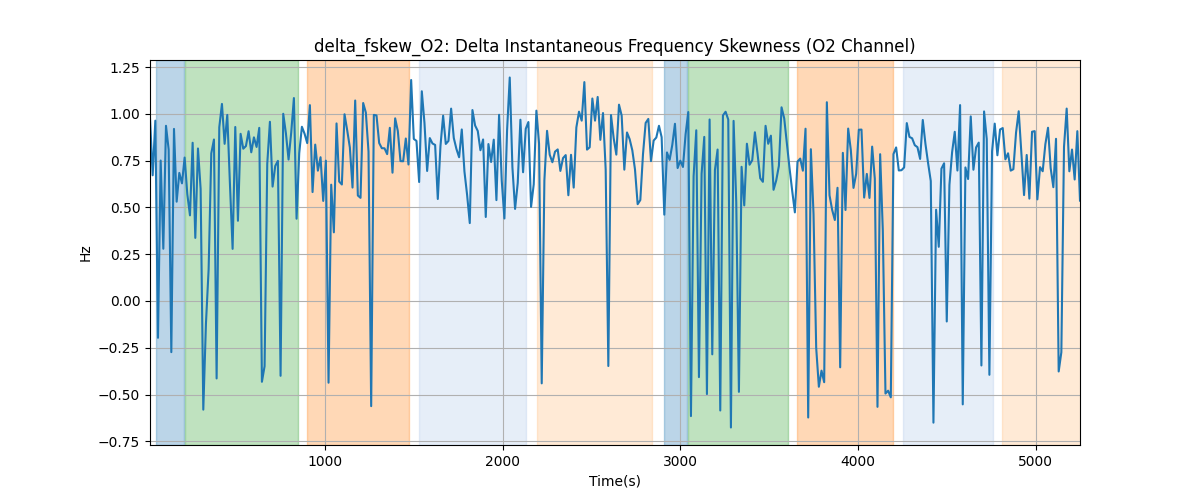 delta_fskew_O2: Delta Instantaneous Frequency Skewness (O2 Channel)
1.25
1.00
0.75
0.50
0.25
0.00
−0.25
−0.50
−0.75
Hz
1000 2000 3000 4000 5000
Time(s)